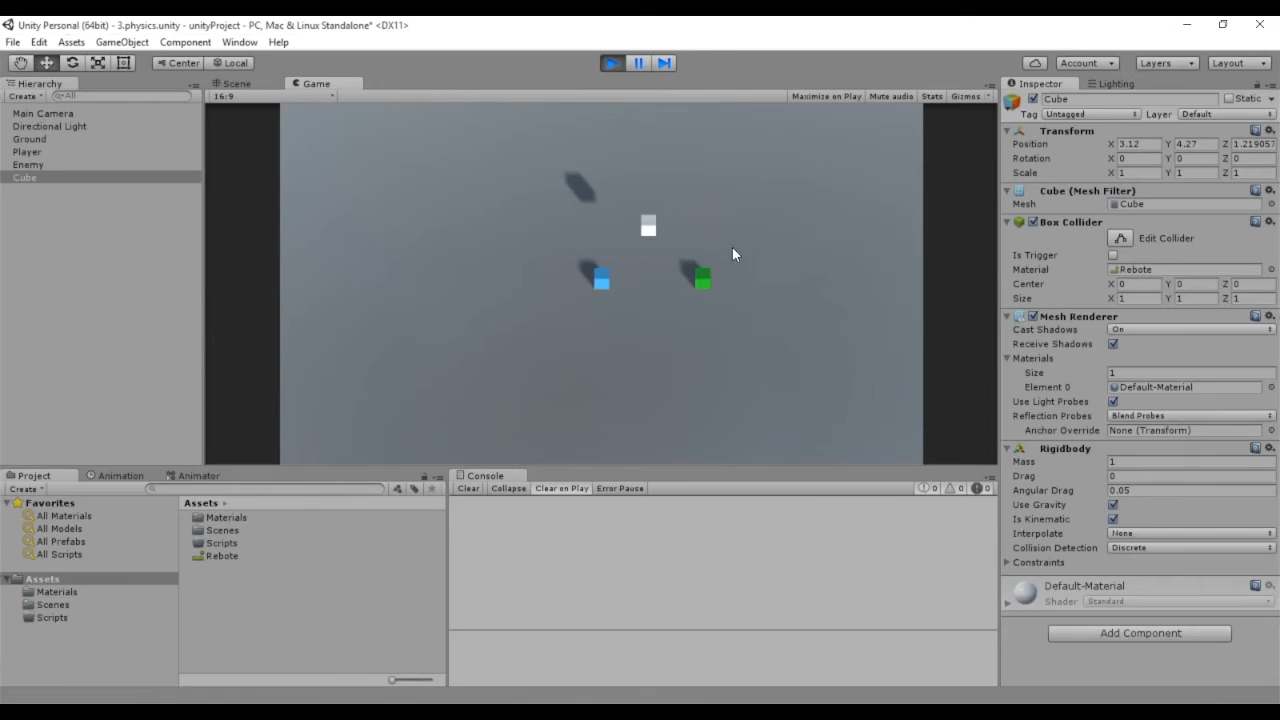 Unity Personal (64bit) - 3.physics.unity - unityProject - PC, Mac & Linux Standalone* <DX11>
File Edit Assets GameObject Component Window Help
Center Local Account Layers Layout
Hierarchy Scene Game Inspector Lighting
Create All 16:9 Maximize on Play Mute audio Stats Gizmos Cube Static
Main Camera
Directional Light
Ground
Player
Enemy
Cube
Tag Untagged Layer Default
Transform
Position X 3.12 Y 4.27 Z 1.219057
Rotation X 0 Y 0 Z 0
Scale X 1 Y 1 Z 1
Cube (Mesh Filter)
Mesh Cube
Box Collider
Edit Collider
Is Trigger
Material Rebote
Center X 0 Y 0 Z 0
Size X 1 Y 1 Z 1
Mesh Renderer
Cast Shadows On
Receive Shadows
Materials
Size 1
Element 0 Default-Material
Use Light Probes
Reflection Probes Blend Probes
Anchor Override None (Transform)
Rigidbody
Mass 1
Drag 0
Angular Drag 0.05
Use Gravity
Is Kinematic
Interpolate None
Collision Detection Discrete
Constraints
Default-Material
Shader Standard
Add Component
Project Animation Animator Console
Create Clear Collapse Clear on Play Error Pause 0 0 0
Favorites
All Materials
All Models
All Prefabs
All Scripts
Assets
Materials
Scenes
Scripts
Assets
Materials
Scenes
Scripts
Rebote